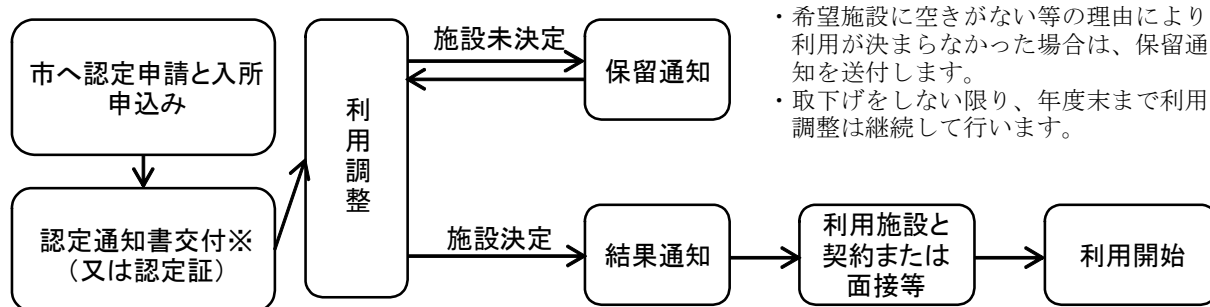 市へ認定申請と入所
申込み
認定通知書交付※
（又は認定証）
利用調整
施設未決定
保留通知
・希望施設に空きがない等の理由により
利用が決まらなかった場合は、保留通
知を送付します。
・取下げをしない限り、年度末まで利用
調整は継続して行います。
施設決定
結果通知
利用施設と
契約または
面接等
利用開始